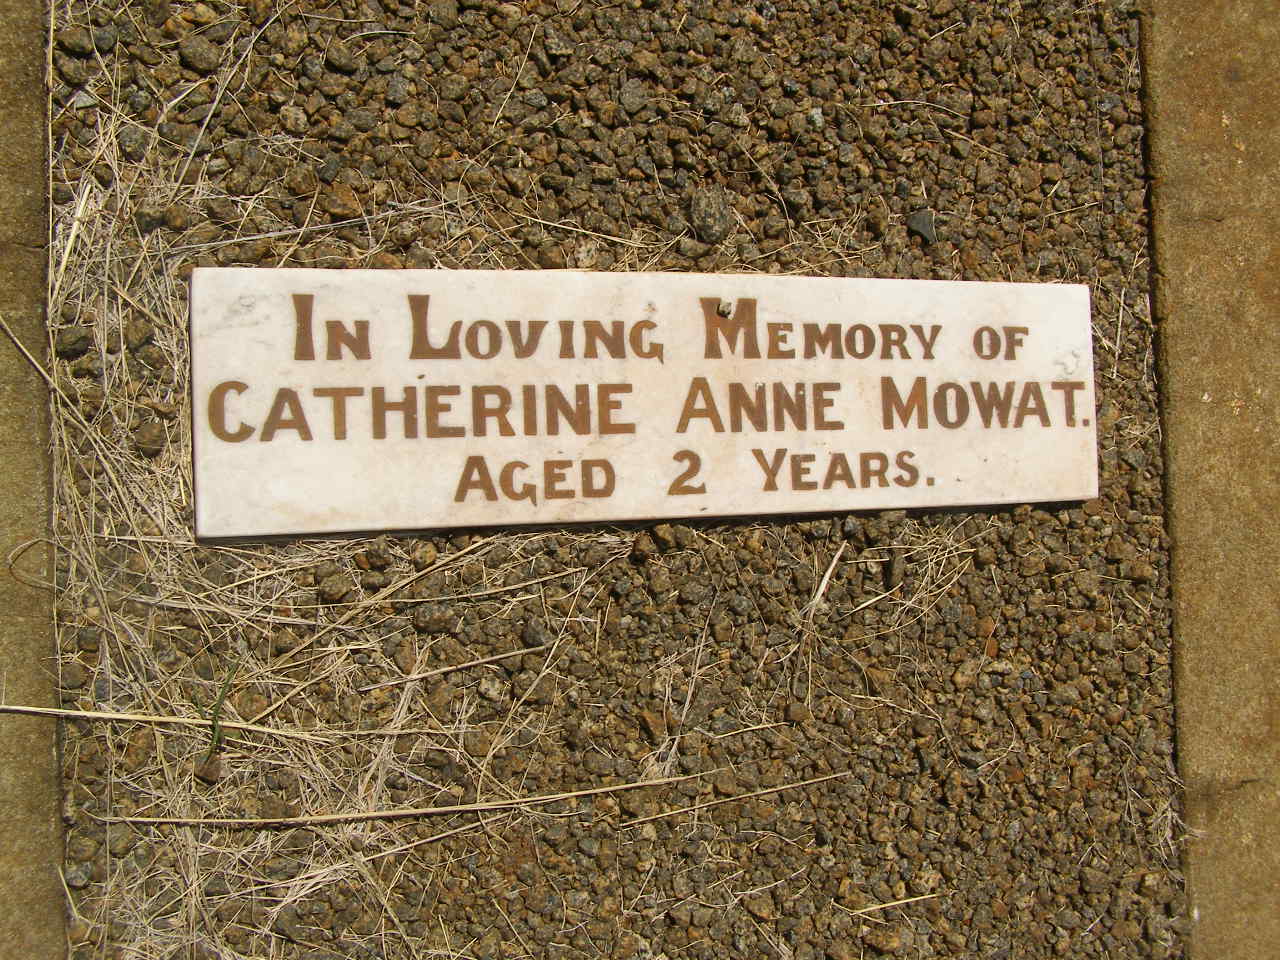 In Loving Memory of
Catherine Anne Mowat.
Aged 2 Years.